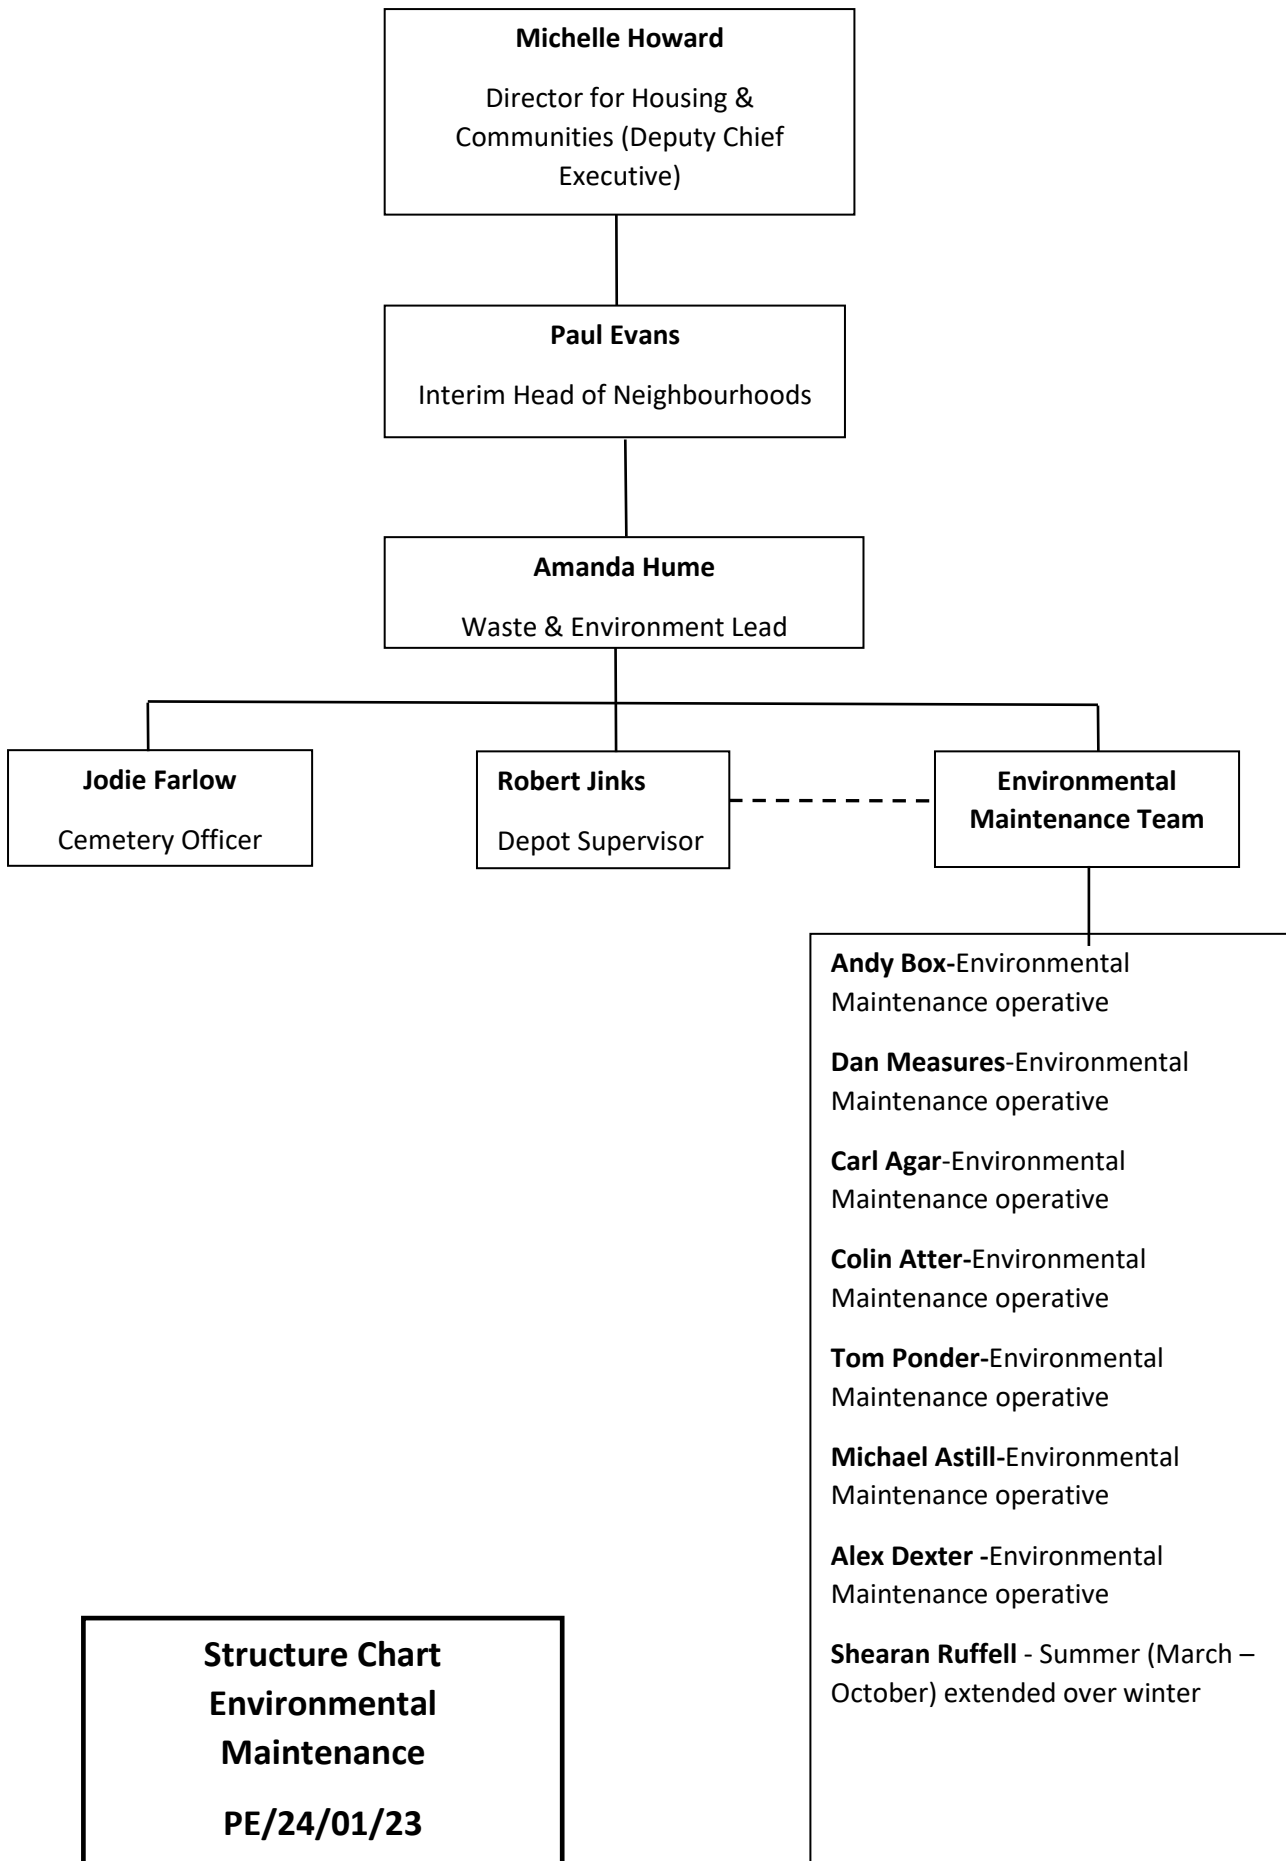 Michelle Howard
Director for Housing &
Communities (Deputy Chief
Executive)
Paul Evans
Interim Head of Neighbourhoods
Amanda Hume
Waste & Environment Lead
Jodie Farlow
Cemetery Officer
Robert Jinks
Depot Supervisor
Environmental
Maintenance Team
Andy Box-Environmental
Maintenance operative
Dan Measures-Environmental
Maintenance operative
Carl Agar-Environmental
Maintenance operative
Colin Atter-Environmental
Maintenance operative
Tom Ponder-Environmental
Maintenance operative
Michael Astill-Environmental
Maintenance operative
Alex Dexter -Environmental
Maintenance operative
Shearan Ruffell - Summer (March –
October) extended over winter
Structure Chart
Environmental
Maintenance
PE/24/01/23